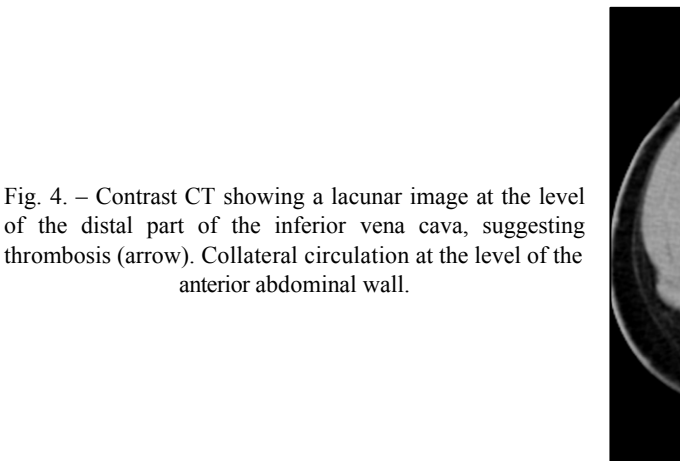 Fig. 4. – Contrast CT showing a lacunar image at the level
of the distal part of the inferior vena cava, suggesting
thrombosis (arrow). Collateral circulation at the level of the
anterior abdominal wall.